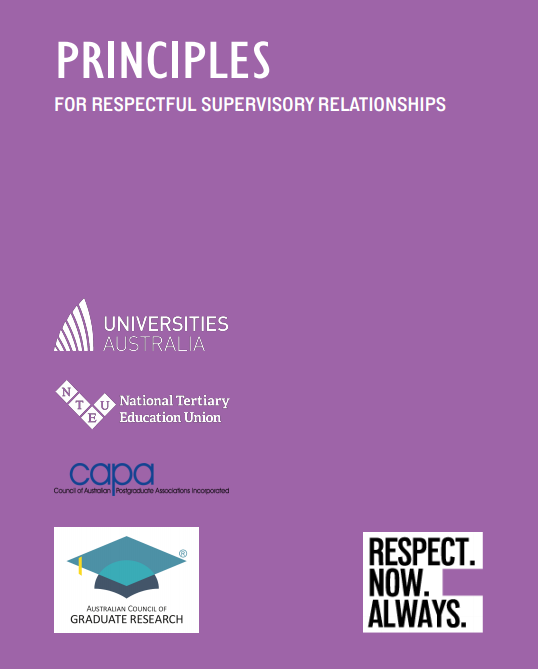 PRINCIPLES
FOR RESPECTFUL SUPERVISORY RELATIONSHIPS
UNIVERSITIES
AUSTRALIA
N T E U
National Tertiary
Education Union
capa
Council of Australian Postgraduate Associations Incorporated
®
AUSTRALIAN COUNCIL OF
GRADUATE RESEARCH
RESPECT.
NOW.
ALWAYS.